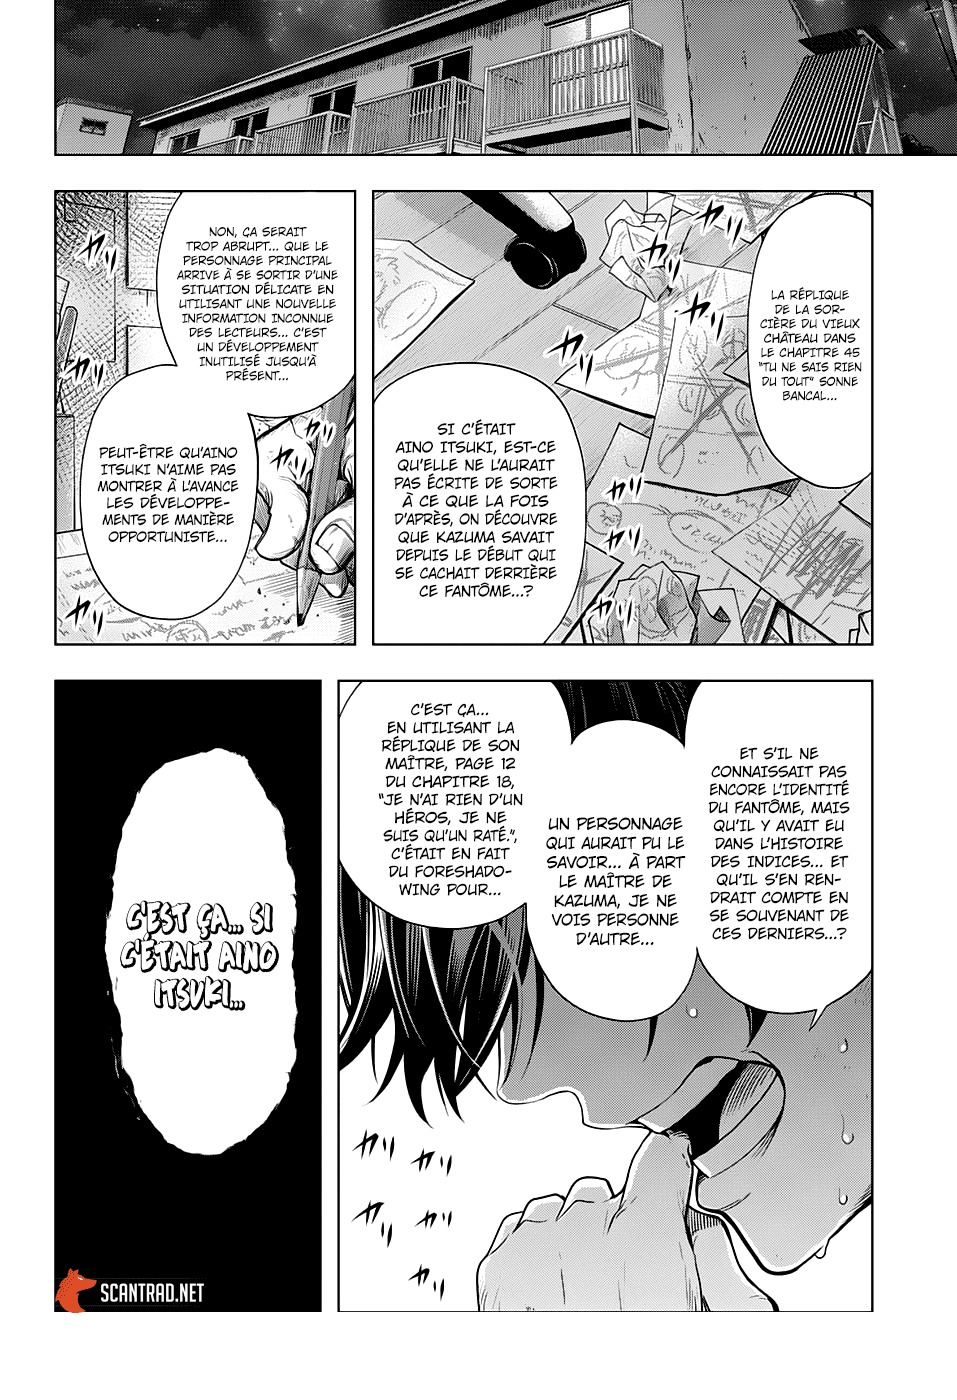 LA RÉPLIQUE
DE LA SOR-
CIÈRE DU VIEUX
CHÂTEAU DANS
LE CHAPITRE 45
"TU NE SAIS RIEN
DU TOUT" SONNE
BANCAL...
SI C'ÉTAIT
AINO ITSUKI, EST-CE
QU'ELLE NE L'AURAIT
PAS ÉCRITE DE SORTE
À CE QUE LA FOIS
D'APRÈS, ON DÉCOUVRE
QUE KAZUMA SAVAIT
DEPUIS LE DÉBUT QUI
SE CACHAIT DERRIÈRE
CE FANTÔME...?
NON, ÇA SERAIT
TROP ABRUPT... QUE LE
PERSONNAGE PRINCIPAL
ARRIVE À SE SORTIR D'UNE
SITUATION DÉLICATE EN
UTILISANT UNE NOUVELLE
INFORMATION INCONNUE
DES LECTEURS... C'EST
UN DÉVELOPPEMENT
INUTILISÉ JUSQU'À
PRÉSENT...
PEUT-ÊTRE QU'AINO
ITSUKI N'AIME PAS
MONTRER À L'AVANCE
LES DÉVELOPPE-
MENTS DE MANIÈRE
OPPORTUNISTE...
ET S'IL NE
CONNAISSAIT PAS
ENCORE L'IDENTITÉ
DU FANTÔME, MAIS
QU'IL Y AVAIT EU
DANS L'HISTOIRE
DES INDICES... ET
QU'IL S'EN REN-
DRAIT COMPTE EN
SE SOUVENANT DE
CES DERNIERS...?
UN PERSONNAGE
QUI AURAIT PU LE
SAVOIR... À PART
LE MAÎTRE DE
KAZUMA, JE NE
VOIS PERSONNE
D'AUTRE...
C'EST ÇA...
EN UTILISANT LA
RÉPLIQUE DE SON
MAÎTRE, PAGE 12
DU CHAPITRE 18,
"JE N'AI RIEN D'UN
HÉROS, JE NE
SUIS QU'UN RATÉ.",
C'ÉTAIT EN FAIT
DU FORESHADO-
WING POUR...
ガリ
ガリ
ガリ
ガリ
C'EST ÇA... SI
C'ÉTAIT AINO
ITSUKI...
SCANTRAD.NET